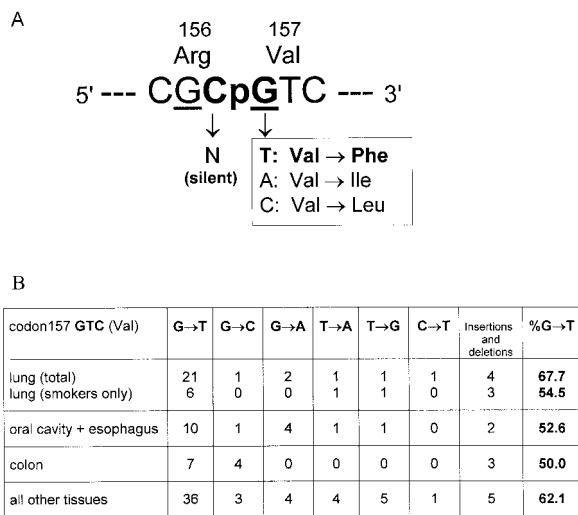 A
156 157
Arg Val
5' --- CGCpGTC --- 3'
↓ ↓
N
(silent)
T: Val → Phe
A: Val → Ile
C: Val → Leu
B
codon157 GTC (Val) G→T G→C G→A T→A T→G C→T Insertions and deletions %G→T
lung (total) 21 1 2 1 1 1 4 67.7
lung (smokers only) 6 0 0 1 1 0 3 54.5
oral cavity + esophagus 10 1 4 1 1 0 2 52.6
colon 7 4 0 0 0 0 3 50.0
all other tissues 36 3 4 4 5 1 5 62.1